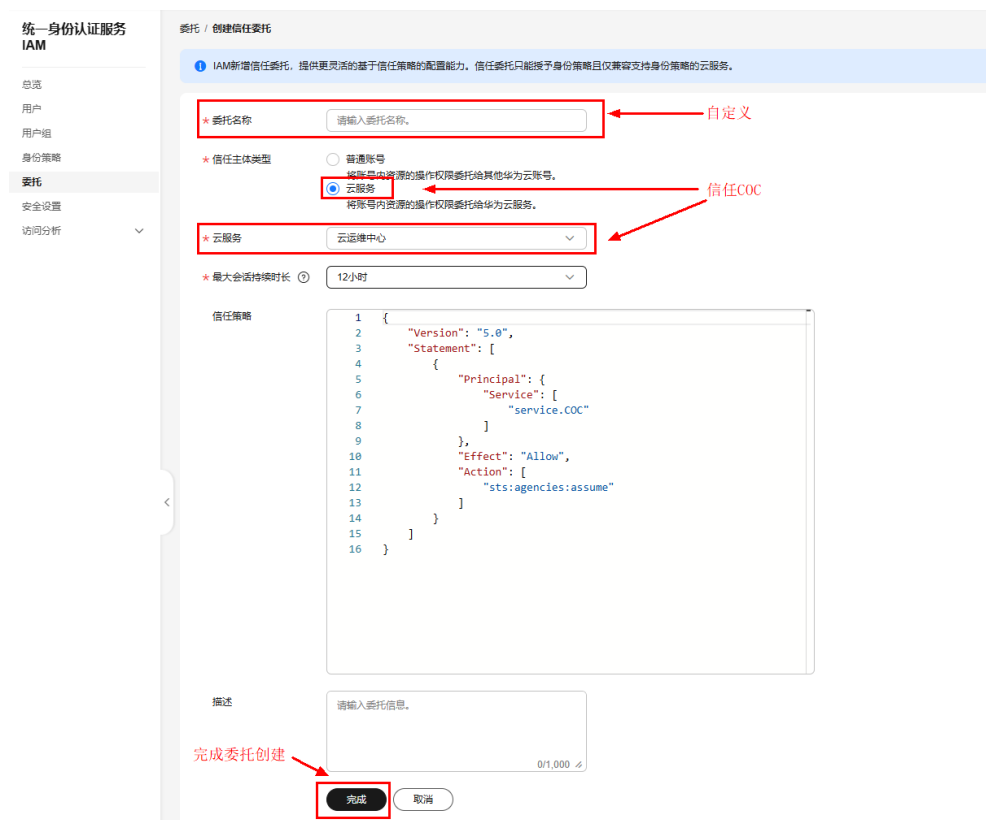 统一身份认证服务
IAM
总览
用户
用户组
身份策略
委托
安全设置
访问分析
委托 / 创建信任委托
IAM新增信任委托，提供更灵活的基于信任策略的配置能力。信任委托只能授予身份策略且仅兼容支持身份策略的云服务。
* 委托名称
请输入委托名称。
自定义
* 信任主体类型
普通账号
将账号内资源的操作权限委托给其他华为云账号。
云服务
将账号内资源的操作权限委托给华为云服务。
信任COC
* 云服务
云运维中心
* 最大会话持续时长 ?
12小时
信任策略
1 {
2 "Version": "5.0",
3 "Statement": [
4 {
5 "Principal": {
6 "Service": [
7 "service.COC"
8 ]
9 },
10 "Effect": "Allow",
11 "Action": [
12 "sts:agencies:assume"
13 ]
14 }
15 ]
16 }
描述
请输入委托信息。
0/1,000
完成委托创建
完成
取消